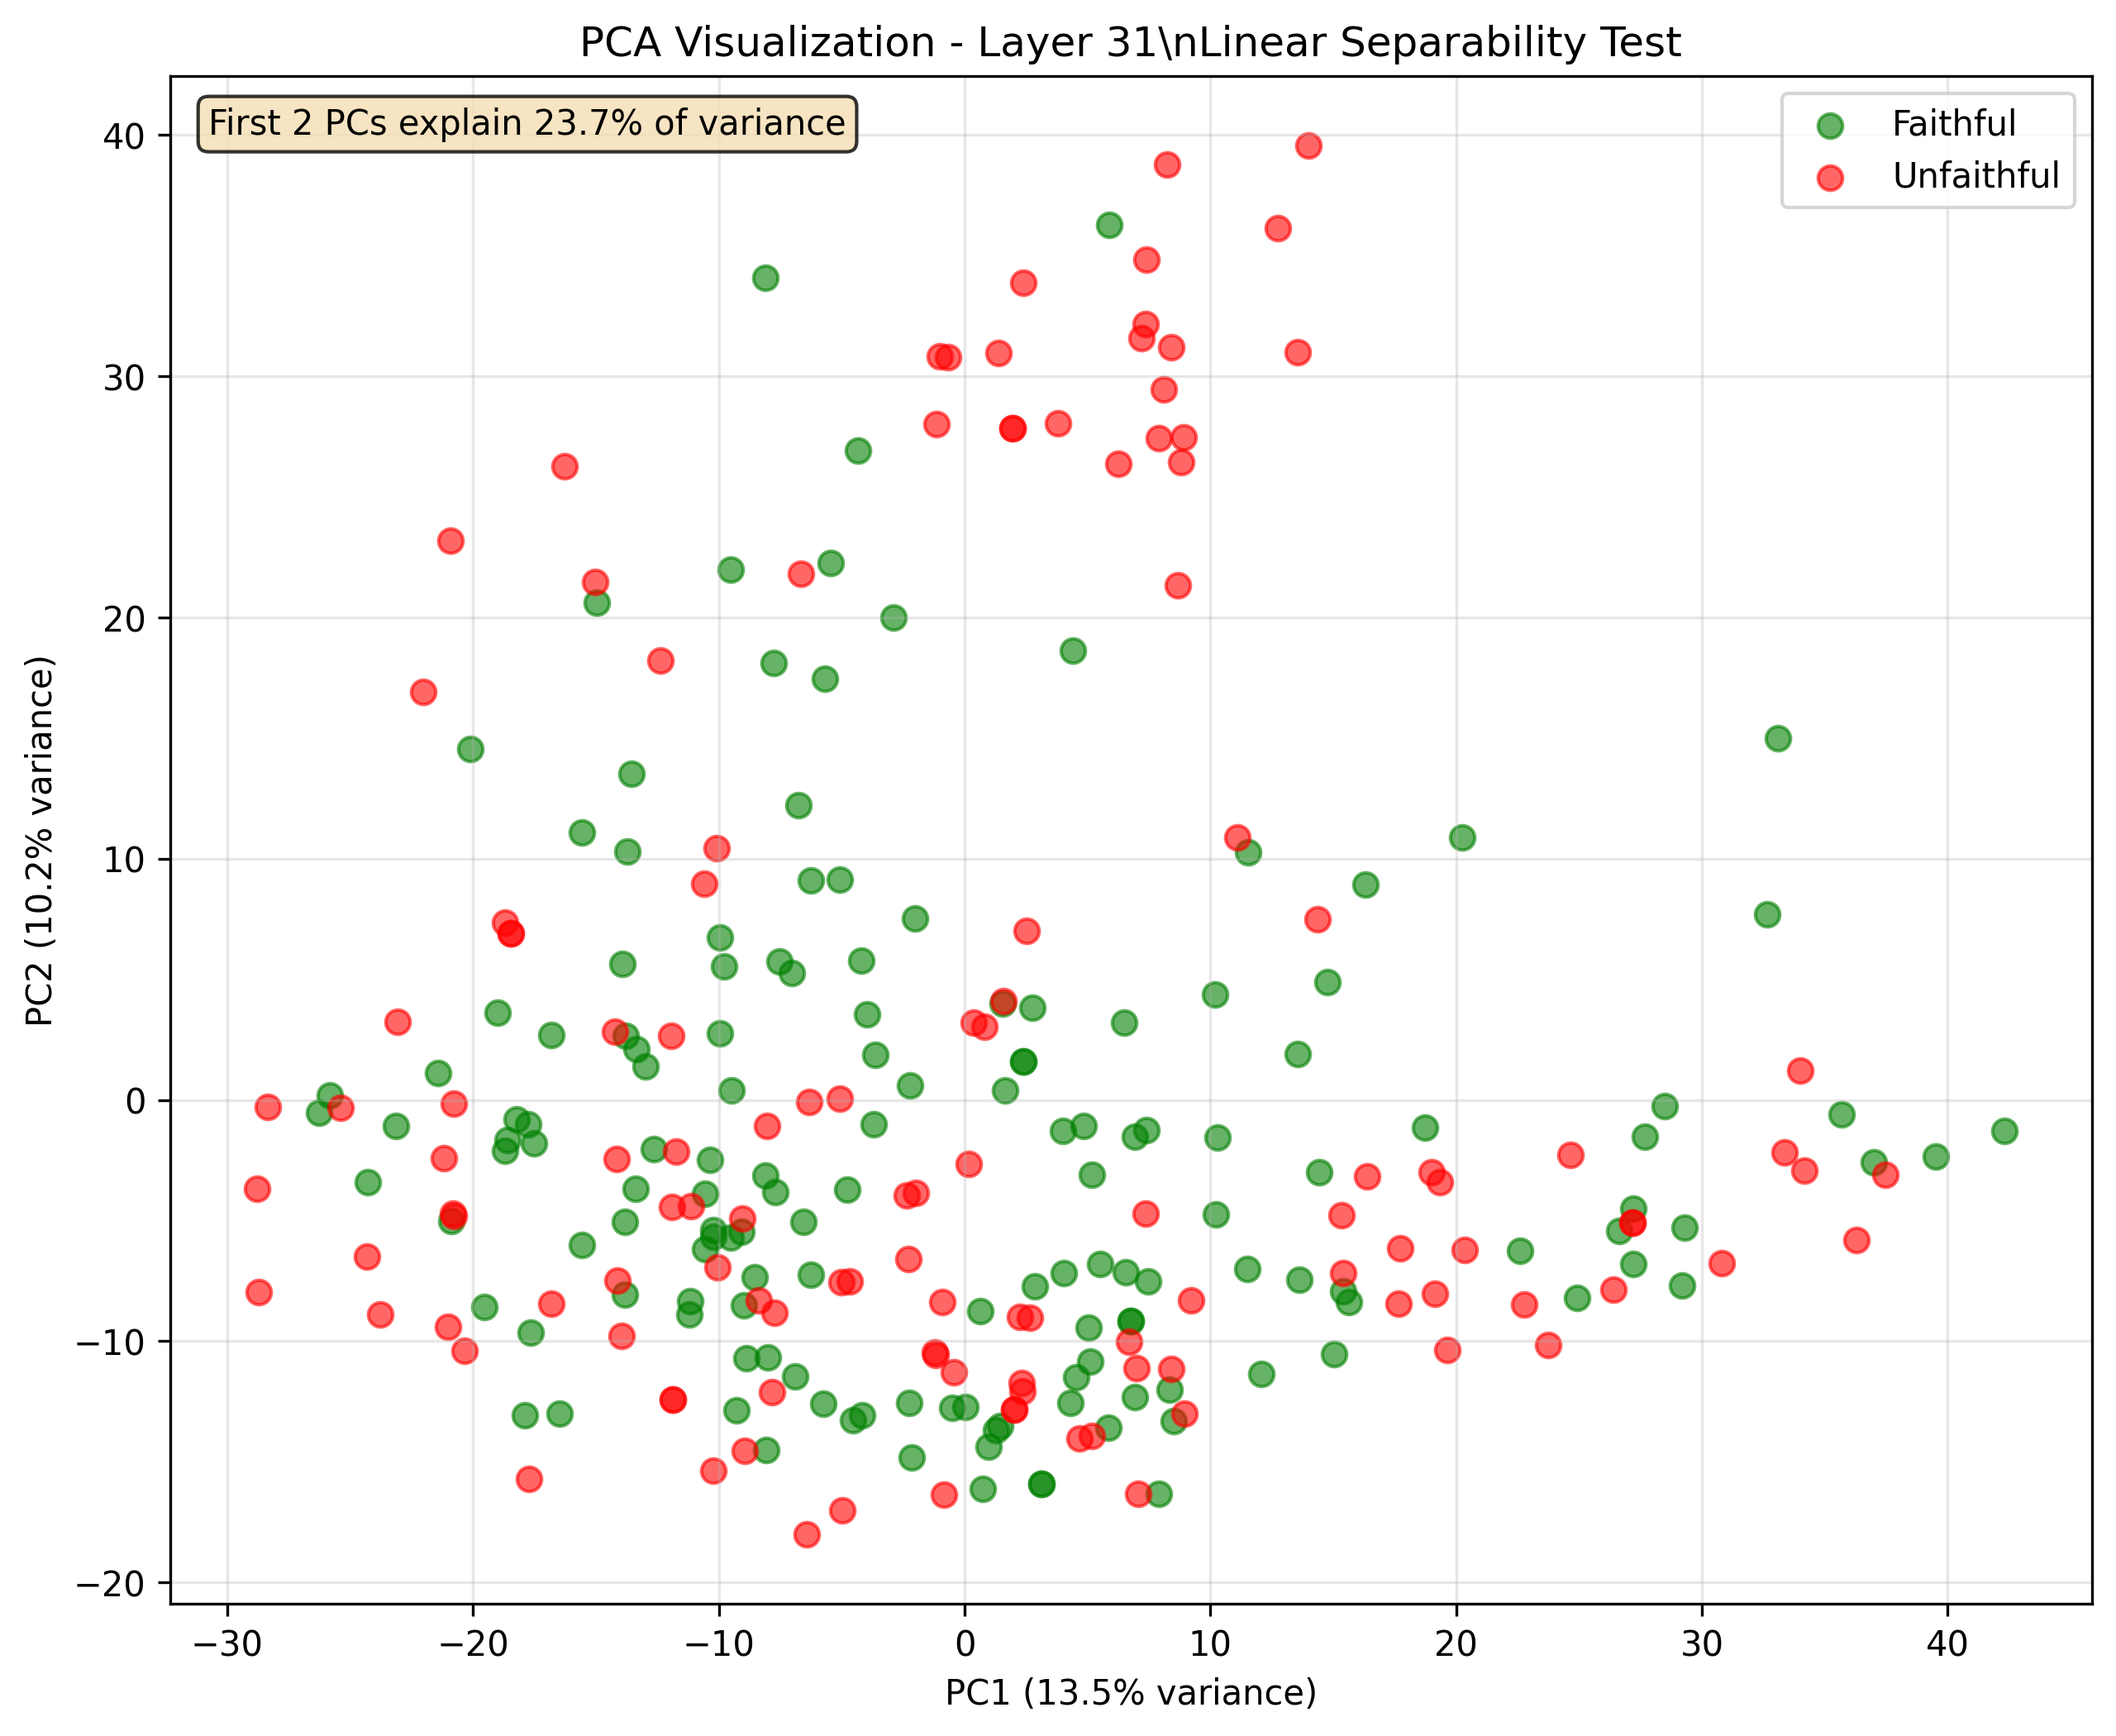 PCA Visualization - Layer 31\nLinear Separability Test
First 2 PCs explain 23.7% of variance
Faithful
Unfaithful
PC2 (10.2% variance)
40
30
20
10
0
−10
−20
−30
−20
−10
0
10
20
30
40
PC1 (13.5% variance)